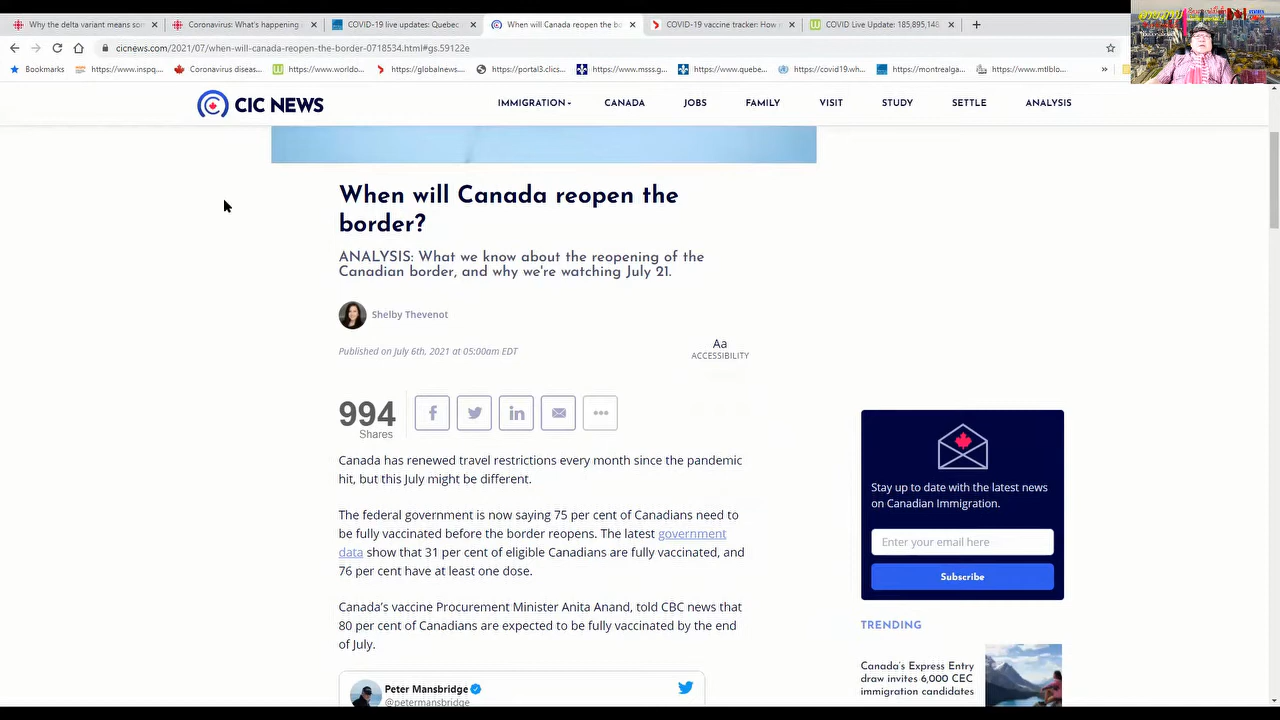 Why the delta variant means som
Coronavirus: What's happening
COVID-19 live updates: Quebec
When will Canada reopen the bo
COVID-19 vaccine tracker: How
COVID Live Update: 185,895,148
cicnews.com/2021/07/when-will-canada-reopen-the-border-0718534.html#gs.59122e
Bookmarks
https://www.inspq...
Coronavirus diseas...
https://www.worldo...
https://globalnews...
https://portal3.clics...
https://www.msss.g...
https://www.quebe...
https://covid19.wh...
https://montrealga...
https://www.mtlblo...
CIC NEWS
IMMIGRATION
CANADA
JOBS
FAMILY
VISIT
STUDY
SETTLE
ANALYSIS
When will Canada reopen the
border?
ANALYSIS: What we know about the reopening of the
Canadian border, and why we're watching July 21.
Shelby Thevenot
Published on July 6th, 2021 at 05:00am EDT
Aa
ACCESSIBILITY
994
Shares
Canada has renewed travel restrictions every month since the pandemic
hit, but this July might be different.
The federal government is now saying 75 per cent of Canadians need to
be fully vaccinated before the border reopens. The latest government
data show that 31 per cent of eligible Canadians are fully vaccinated, and
76 per cent have at least one dose.
Canada's vaccine Procurement Minister Anita Anand, told CBC news that
80 per cent of Canadians are expected to be fully vaccinated by the end
of July.
Peter Mansbridge
@petermansbridge
Stay up to date with the latest news
on Canadian Immigration.
Enter your email here
Subscribe
TRENDING
Canada's Express Entry
draw invites 6,000 CEC
immigration candidates